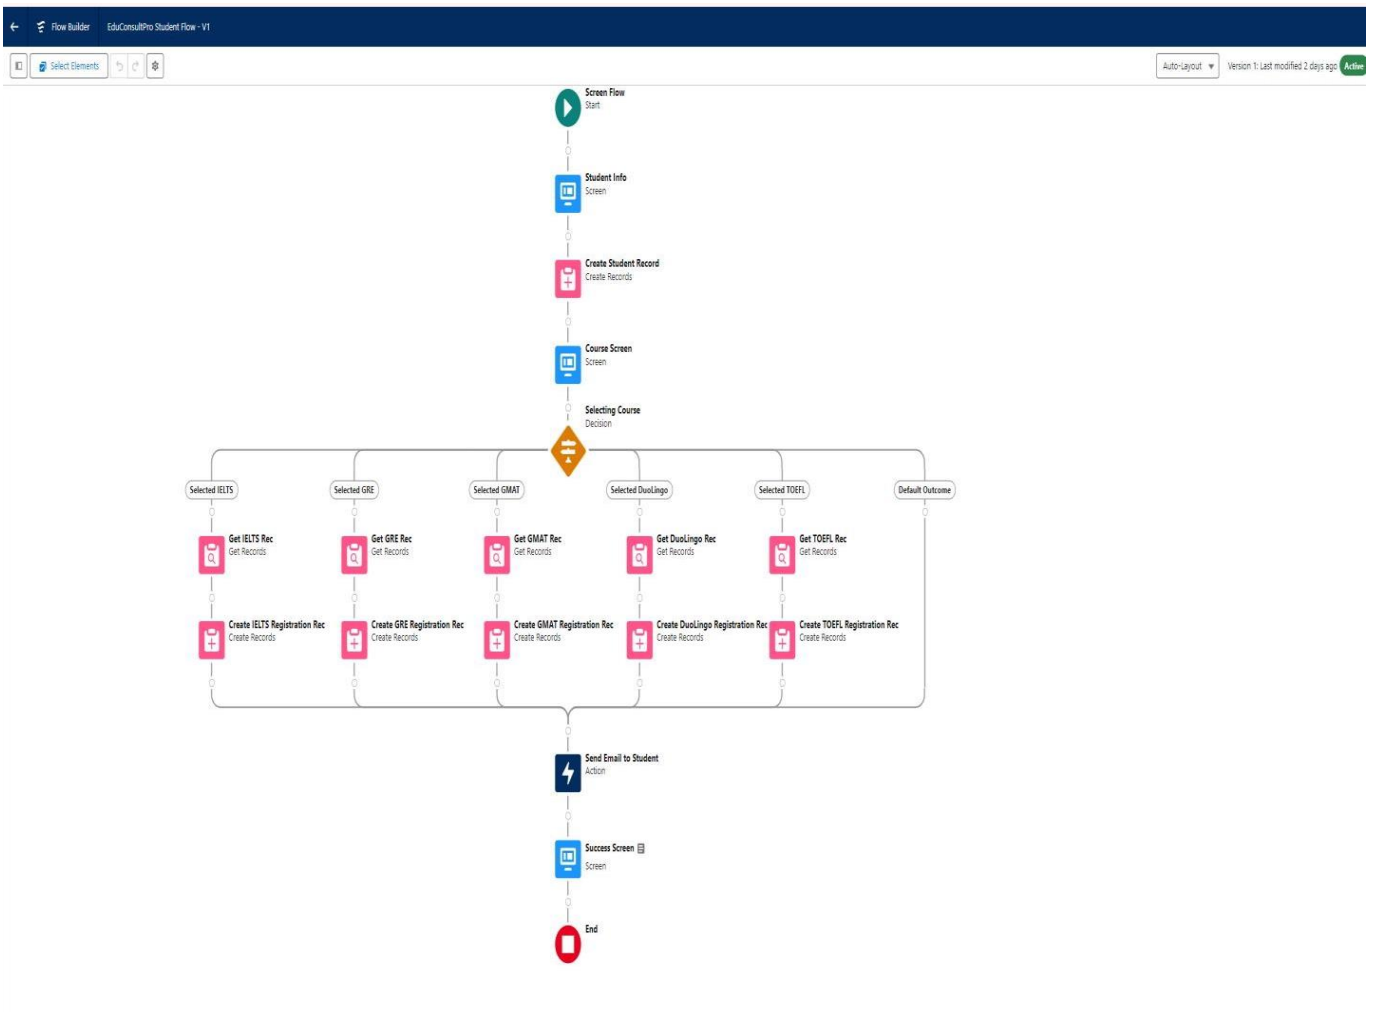 Flow Builder EduConsultPro Student Flow - V1
Select Elements
Auto-Layout Version 1: Last modified 2 days ago Active
Screen Flow
Start
Student Info
Screen
Create Student Record
Create Records
Course Screen
Screen
Selecting Course
Decision
Selected IELTS Selected GRE Selected GMAT Selected DuoLingo Selected TOEFL Default Outcome
Get IELTS Rec Get GRE Rec Get GMAT Rec Get DuoLingo Rec Get TOEFL Rec
Get Records Get Records Get Records Get Records Get Records
Create IELTS Registration Rec Create GRE Registration Rec Create GMAT Registration Rec Create DuoLingo Registration Rec Create TOEFL Registration Rec
Create Records Create Records Create Records Create Records Create Records
Send Email to Student
Action
Success Screen
Screen
End